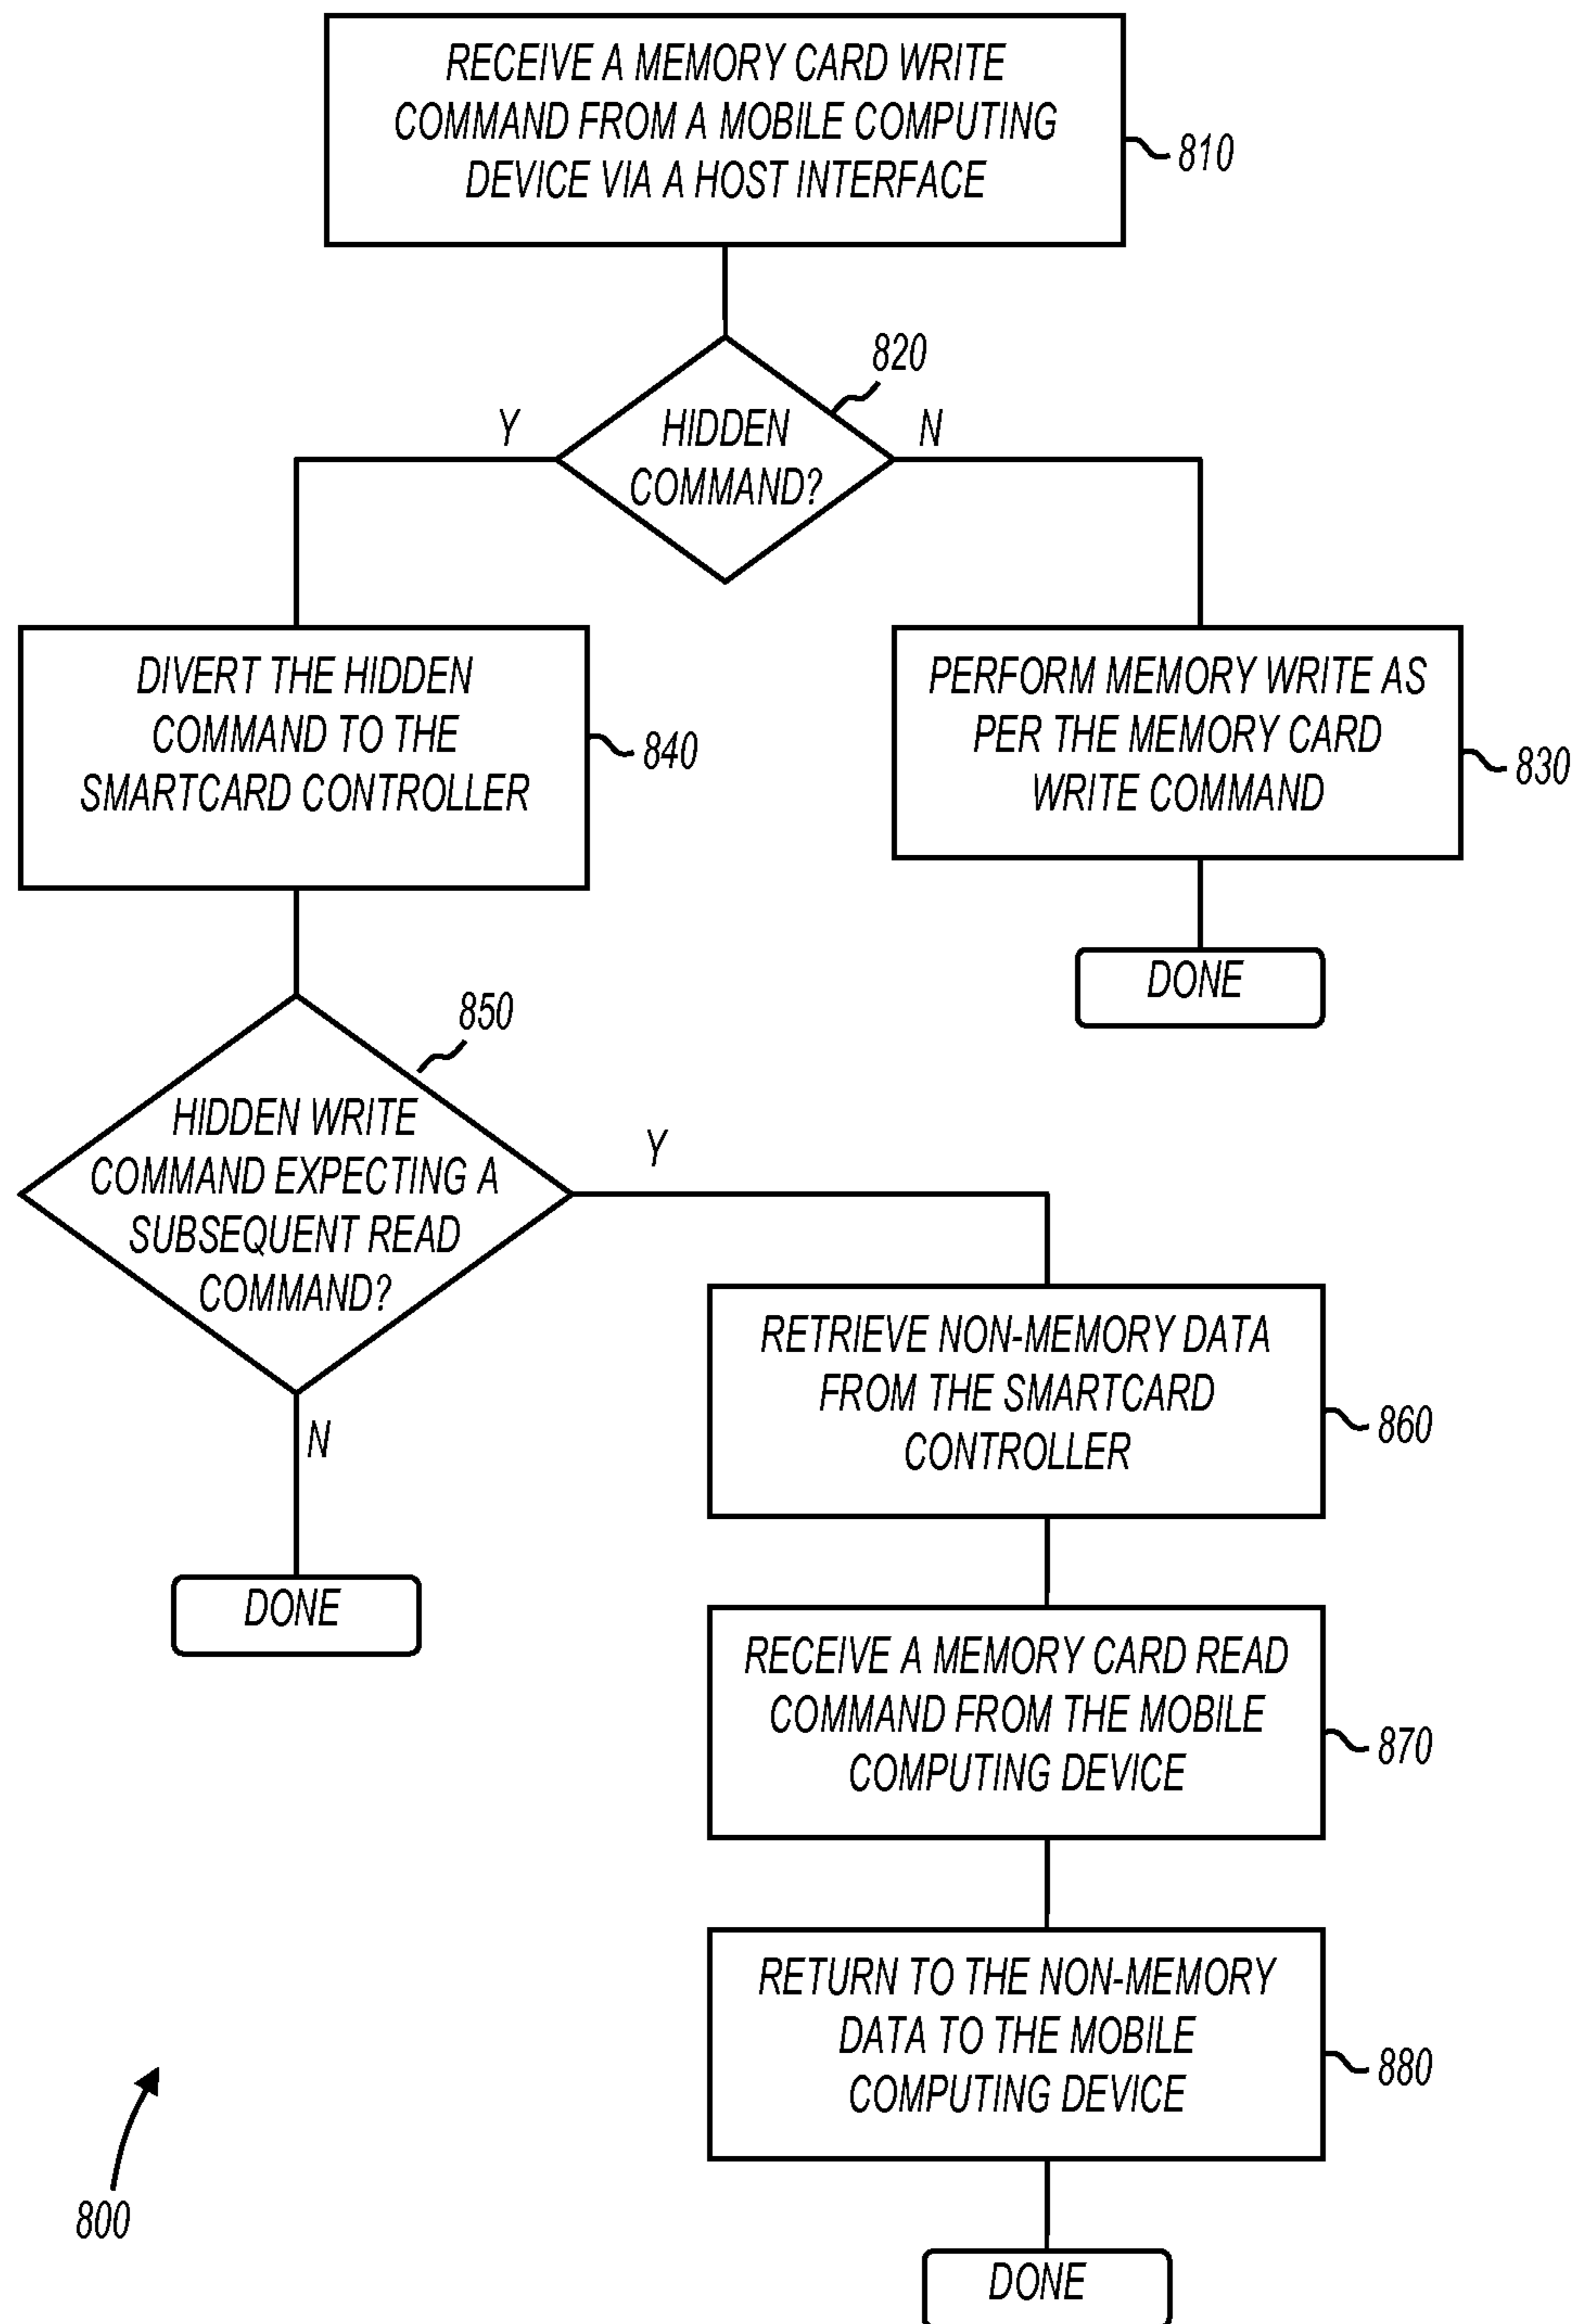 RECEIVE A MEMORY CARD WRITE
COMMAND FROM A MOBILE COMPUTING
DEVICE VIA A HOST INTERFACE
810
820
Y
HIDDEN
COMMAND?
N
DIVERT THE HIDDEN
COMMAND TO THE
SMARTCARD CONTROLLER
840
PERFORM MEMORY WRITE AS
PER THE MEMORY CARD
WRITE COMMAND
830
DONE
850
HIDDEN WRITE
COMMAND EXPECTING A
SUBSEQUENT READ
COMMAND?
Y
N
DONE
RETRIEVE NON-MEMORY DATA
FROM THE SMARTCARD
CONTROLLER
860
RECEIVE A MEMORY CARD READ
COMMAND FROM THE MOBILE
COMPUTING DEVICE
870
RETURN TO THE NON-MEMORY
DATA TO THE MOBILE
COMPUTING DEVICE
880
800
DONE